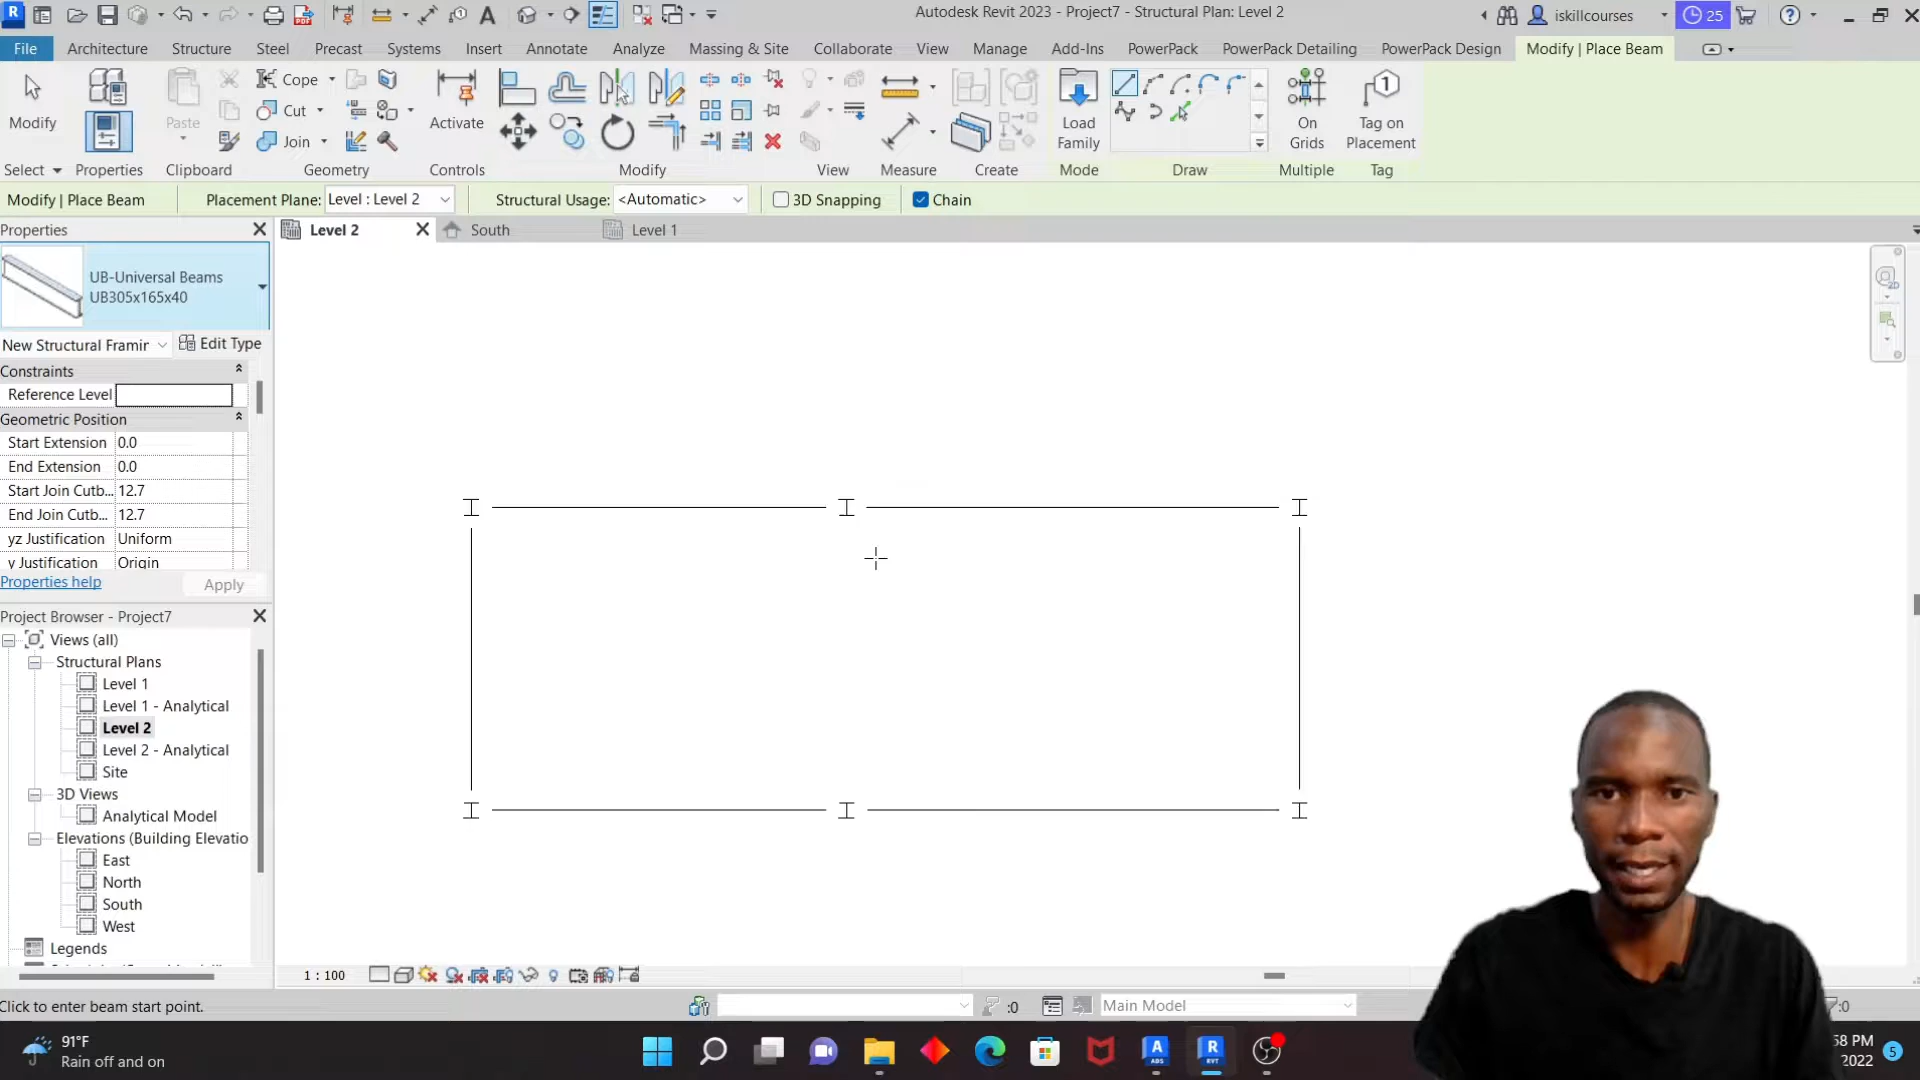 Autodesk Revit 2023 - Project7 - Structural Plan: Level 2
iskillcourses
25
File Architecture Structure Steel Precast Systems Insert Annotate Analyze Massing & Site Collaborate View Manage Add-Ins PowerPack PowerPack Detailing PowerPack Design Modify | Place Beam
Modify
Paste
Cope
Cut
Join
Activate
Load Family
On Grids
Tag on Placement
Select Properties Clipboard Geometry Controls Modify View Measure Create Mode Draw Multiple Tag
Modify | Place Beam Placement Plane: Level : Level 2 Structural Usage: <Automatic> 3D Snapping Chain
Properties
Level 2 South Level 1
UB-Universal Beams
UB305x165x40
New Structural Framir Edit Type
Constraints
Reference Level
Geometric Position
Start Extension 0.0
End Extension 0.0
Start Join Cutb... 12.7
End Join Cutb... 12.7
yz Justification Uniform
y Justification Origin
Properties help Apply
Project Browser - Project7
Views (all)
Structural Plans
Level 1
Level 1 - Analytical
Level 2
Level 2 - Analytical
Site
3D Views
Analytical Model
Elevations (Building Elevatio
East
North
South
West
Legends
1 : 100
Click to enter beam start point.
:0
Main Model
:0
91°F
Rain off and on
58 PM
2022
5